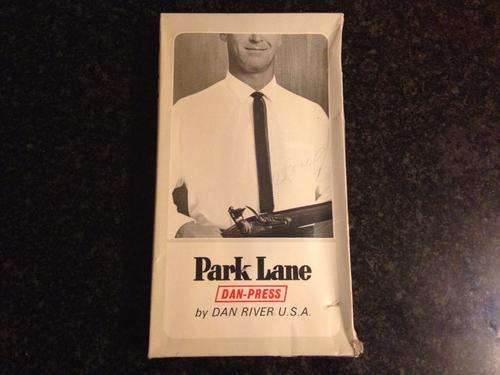 Park Lane
DAN-PRESS
by DAN RIVER U.S.A.